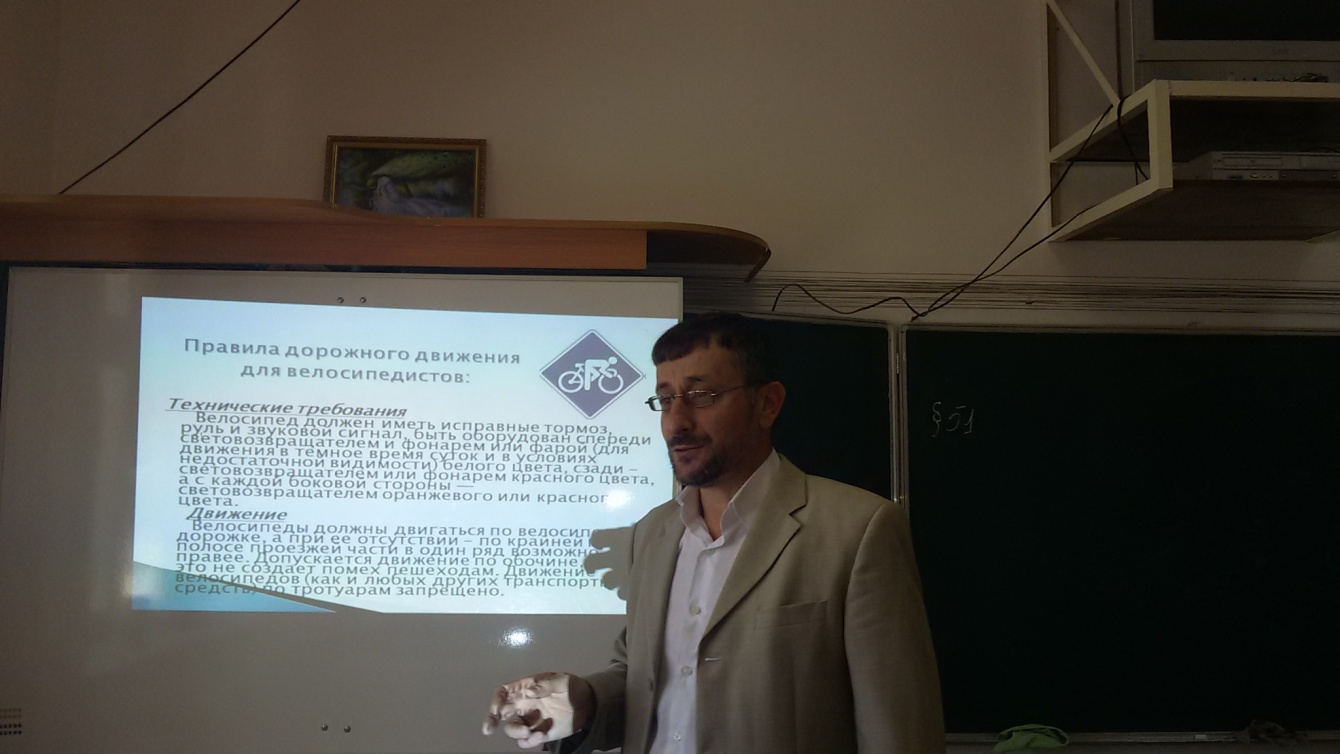 Правила дорожного движения
для велосипедистов:
Технические требования
Велосипед должен иметь исправные тормоз,
руль и звуковой сигнал, быть оборудован спереди
световозвращателем и фонарем или фарой (для
движения в темное время суток и в условиях
недостаточной видимости) белого цвета, сзади –
световозвращателем или фонарем красного цвета,
а с каждой боковой стороны —
световозвращателем оранжевого или красног
цвета.
Движение
Велосипеды должны двигаться по велосип
дорожке, а при ее отсутствии – по крайней
полосе проезжей части в один ряд возможно
правее. Допускается движение по обочине
это не создает помех пешеходам. Движение
велосипедов (как и любых других транспортн
средств) по тротуарам запрещено.
§ 51